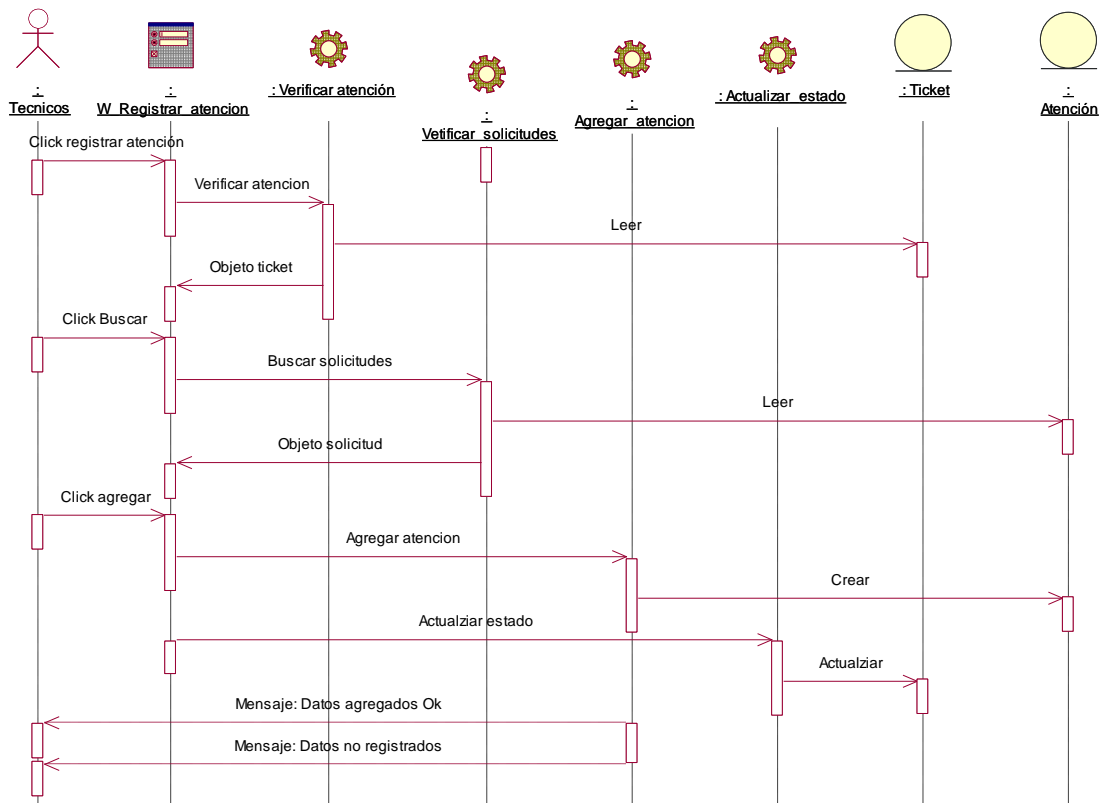 :
Tecnicos
:
W_Registrar_atencion
: Verificar atención
:
Vetificar_solicitudes
:
Agregar_atencion
: Actualizar_estado
: Ticket
:
Atención
Click registrar atención
Verificar atencion
Leer
Objeto ticket
Click Buscar
Buscar solicitudes
Leer
Objeto solicitud
Click agregar
Agregar atencion
Crear
Actualziar estado
Actualziar
Mensaje: Datos agregados Ok
Mensaje: Datos no registrados